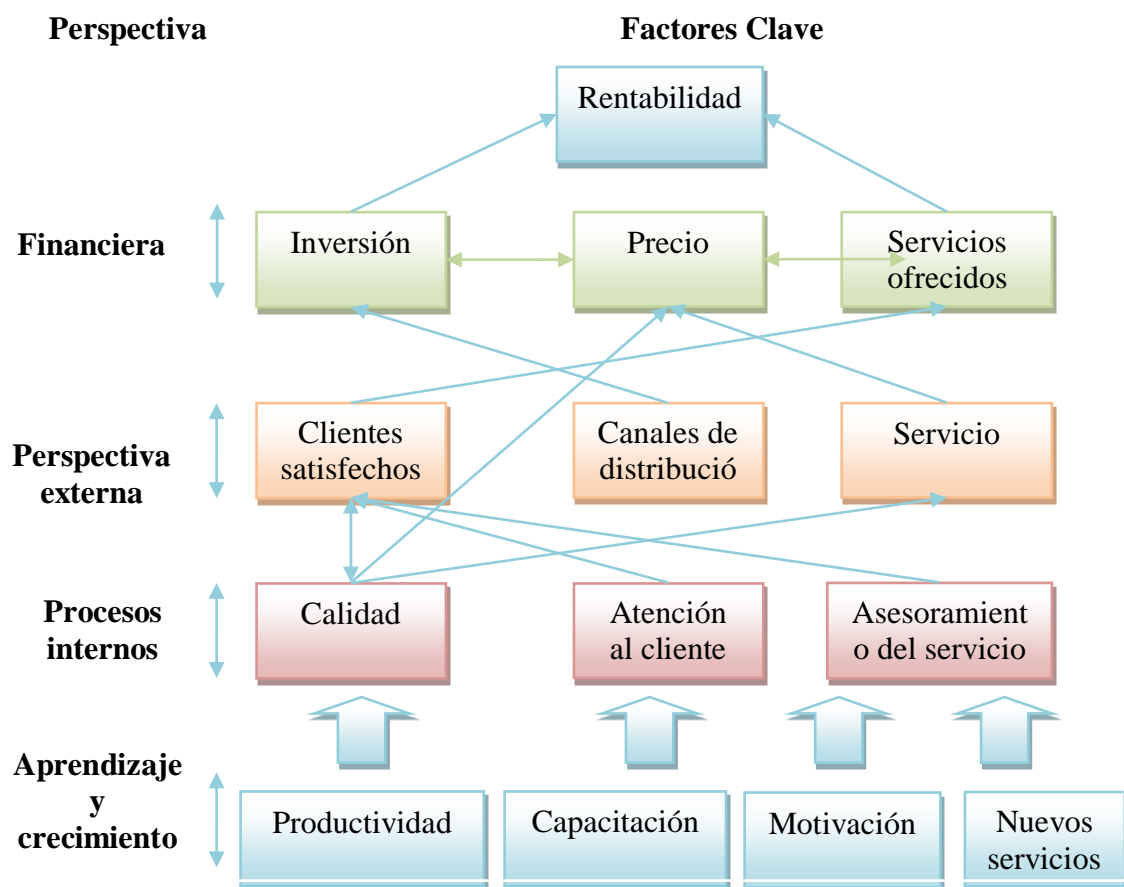 Perspectiva
Factores Clave
Rentabilidad
Financiera
Inversión
Precio
Servicios
ofrecidos
Perspectiva
externa
Clientes
satisfechos
Canales de
distribució
Servicio
Procesos
internos
Calidad
Atención
al cliente
Asesoramient
o del servicio
Aprendizaje
y
crecimiento
Productividad
Capacitación
Motivación
Nuevos
servicios